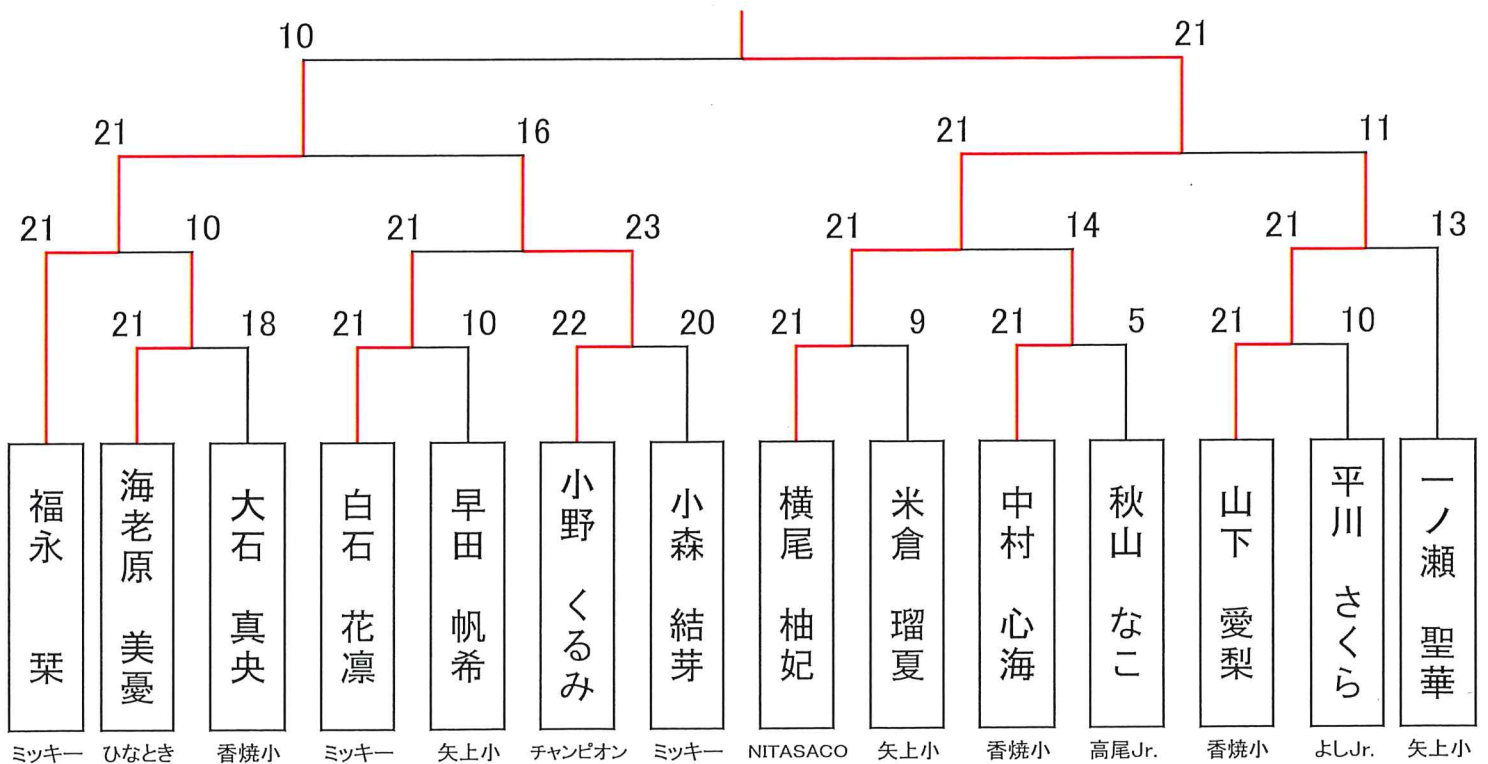 10 21
21 16 21 11
21 10 21 23 21 14 21 13
21 18 21 10 22 20 21 9 21 5 21 10
福永 栞
海老原 美憂
大石 真央
白石 花凛
早田 帆希
小野 くるみ
小森 結芽
横尾 柚妃
米倉 瑠夏
中村 心海
秋山 なこ
山下 愛梨
平川 さくら
一ノ瀬 聖華
ミッキー ひなとき 香焼小 ミッキー 矢上小 チャンピオン ミッキー NITASACO 矢上小 香焼小 高尾Jr. 香焼小 よしJr. 矢上小